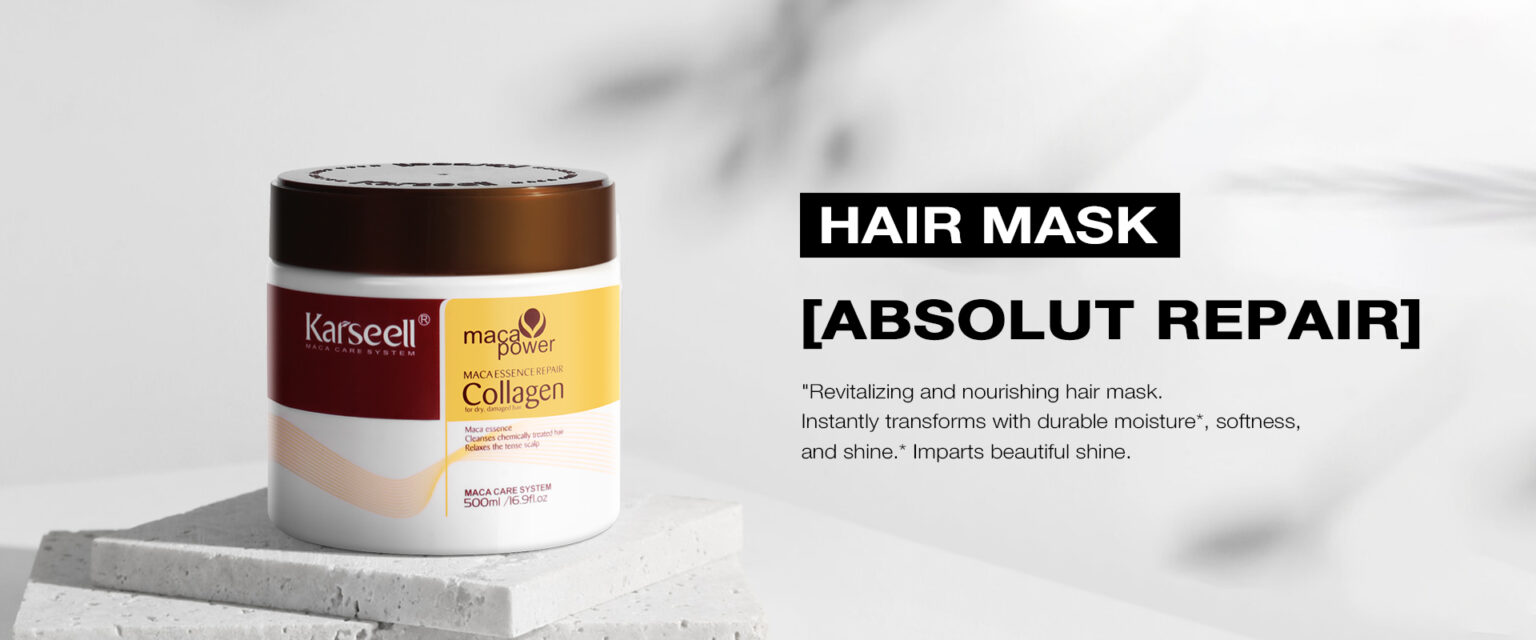 Karseell®
MACA CARE SYSTEM
maca
power
MACA ESSENCE REPAIR
Collagen
for dry, damaged hair
Maca essence
Cleanses chemically treated hair
Relaxes the tense scalp
MACA CARE SYSTEM
500ml /16.9fl.oz
HAIR MASK
[ABSOLUT REPAIR]
"Revitalizing and nourishing hair mask.
Instantly transforms with durable moisture*, softness,
and shine.* Imparts beautiful shine.